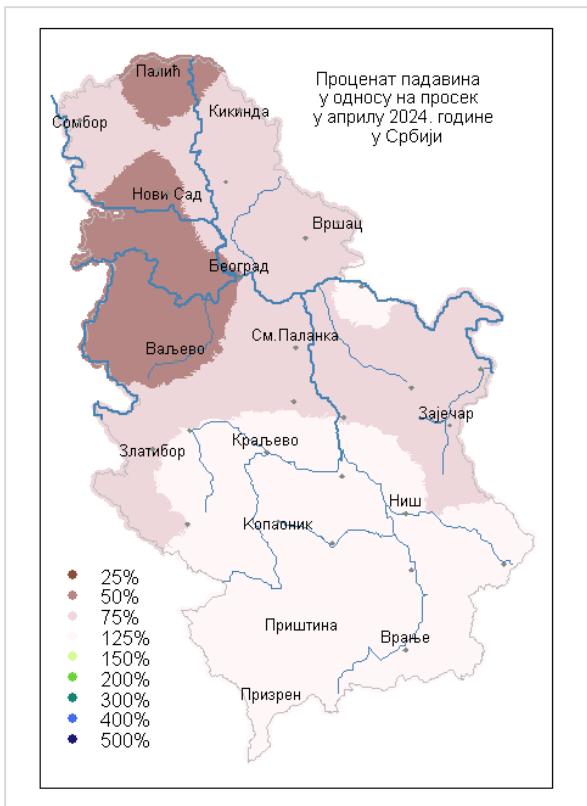 Проценат падавина
у односу на просек
у априлу 2024. године
у Србији
Палић
Сомбор
Кикинда
Нови Сад
Вршац
Београд
См.Паланка
Ваљево
Зајечар
Златибор
Краљево
Ниш
Копаоник
Приштина
Врање
Призрен
25%
50%
75%
125%
150%
200%
300%
400%
500%